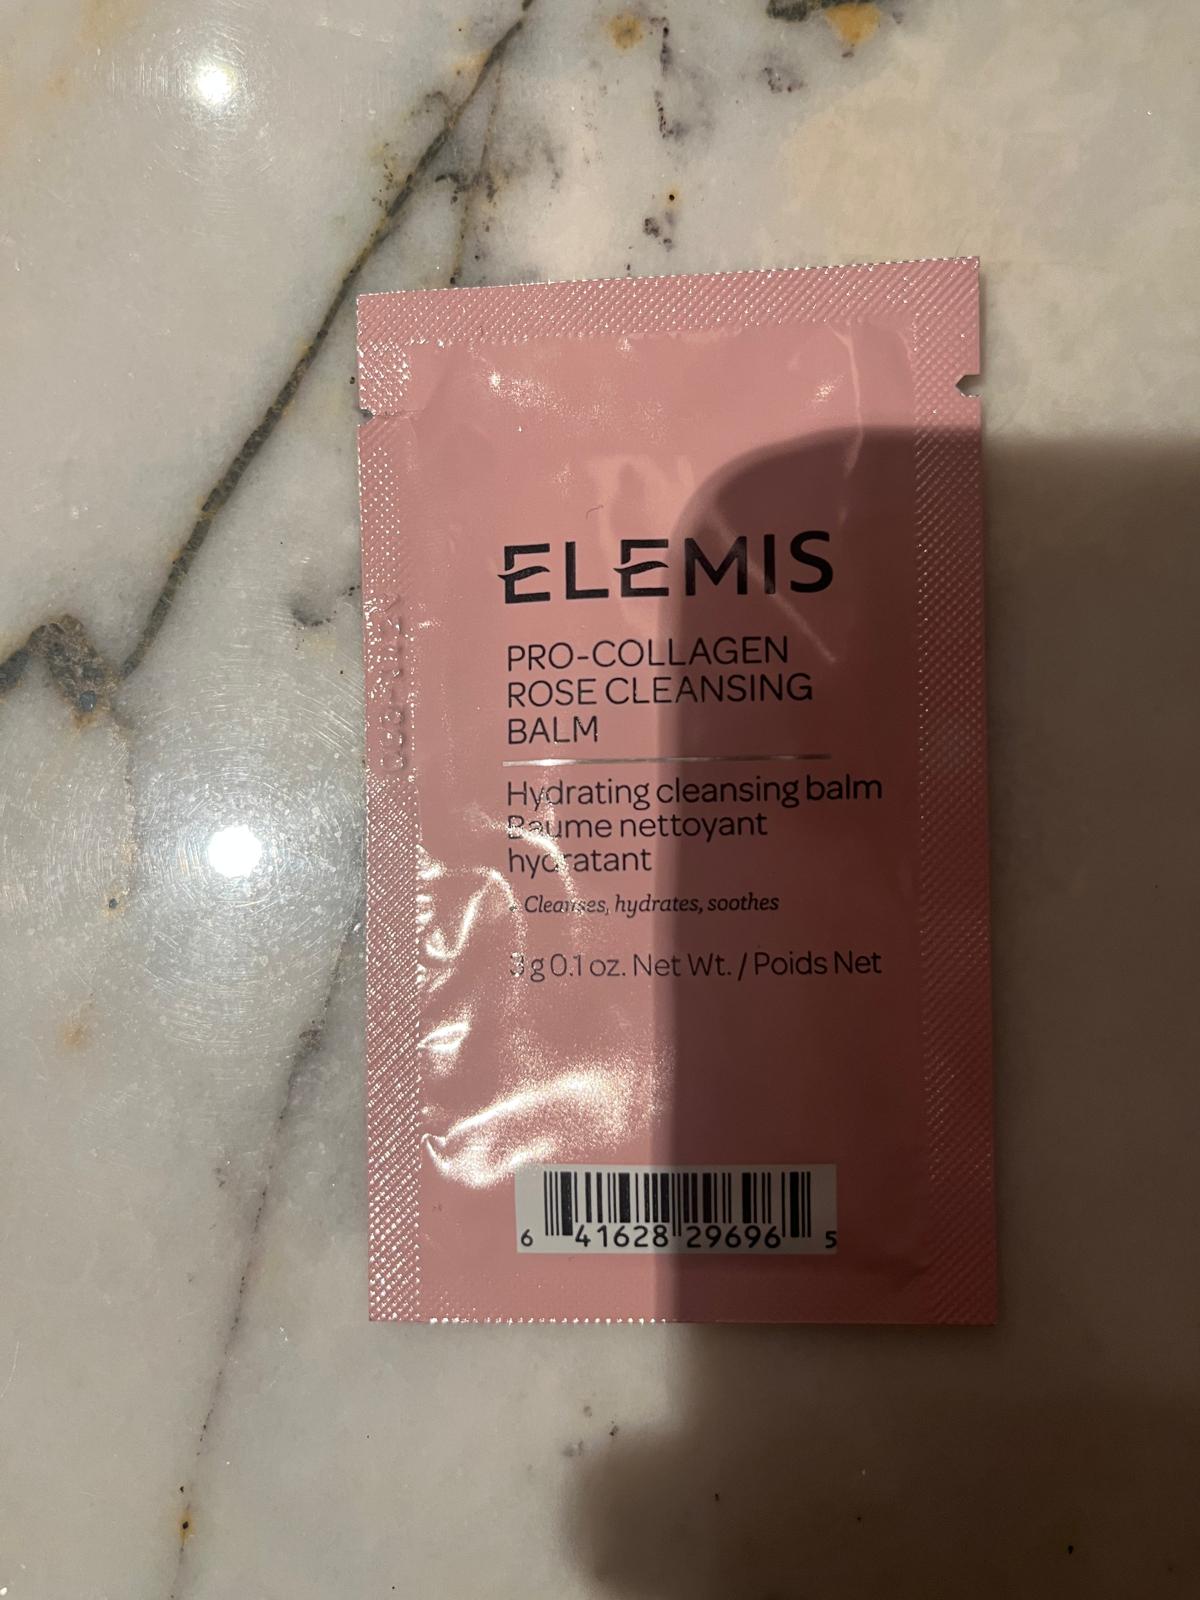 ELEMIS
PRO-COLLAGEN
ROSE CLEANSING
BALM
Hydrating cleansing balm
Baume nettoyant
hydratant
• Cleanses, hydrates, soothes
3 g 0.1 oz. Net Wt. / Poids Net
6 41628 29696 5